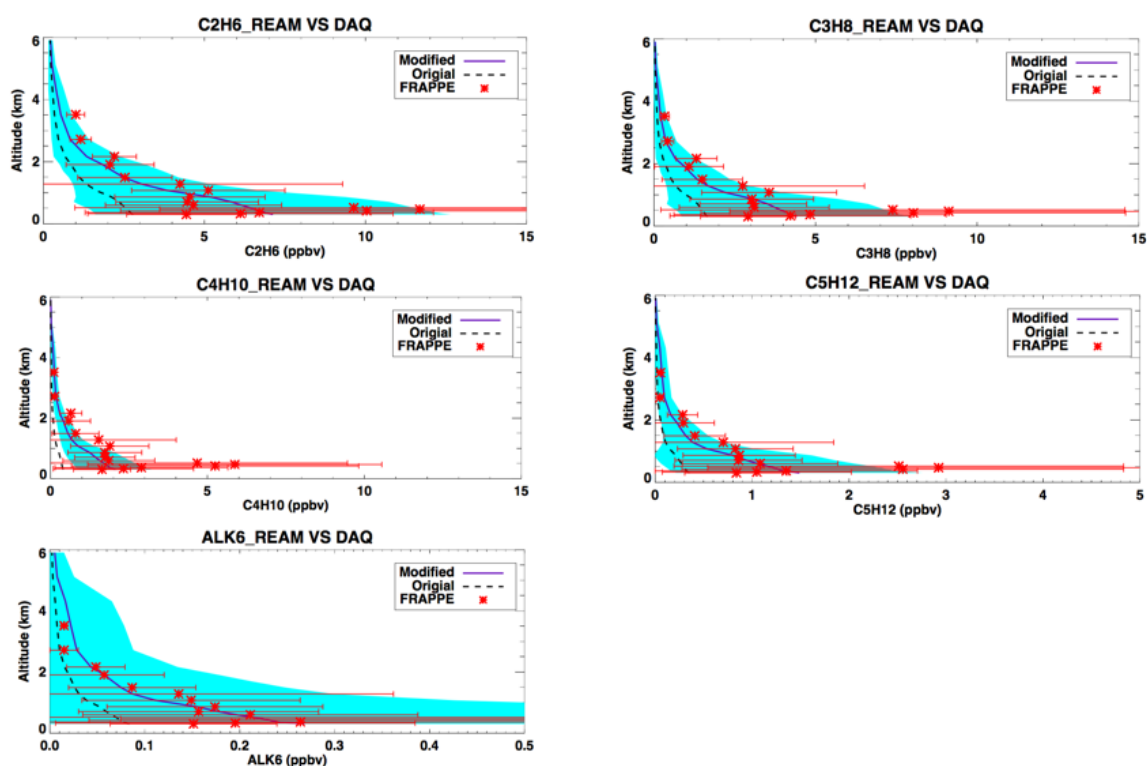 C2H6_REAM VS DAQ
6
4
2
0
Altitude (km)
Modified
Origial
FRAPPE
0
5
10
15
C2H6 (ppbv)
C3H8_REAM VS DAQ
6
4
2
0
Altitude (km)
Modified
Origial
FRAPPE
0
5
10
15
C3H8 (ppbv)
C4H10_REAM VS DAQ
6
4
2
0
Altitude (km)
Modified
Origial
FRAPPE
0
5
10
15
C4H10 (ppbv)
C5H12_REAM VS DAQ
6
4
2
0
Altitude (km)
Modified
Origial
FRAPPE
0
1
2
3
4
5
C5H12 (ppbv)
ALK6_REAM VS DAQ
6
4
2
0
Altitude (km)
Modified
Origial
FRAPPE
0.0
0.1
0.2
0.3
0.4
0.5
ALK6 (ppbv)